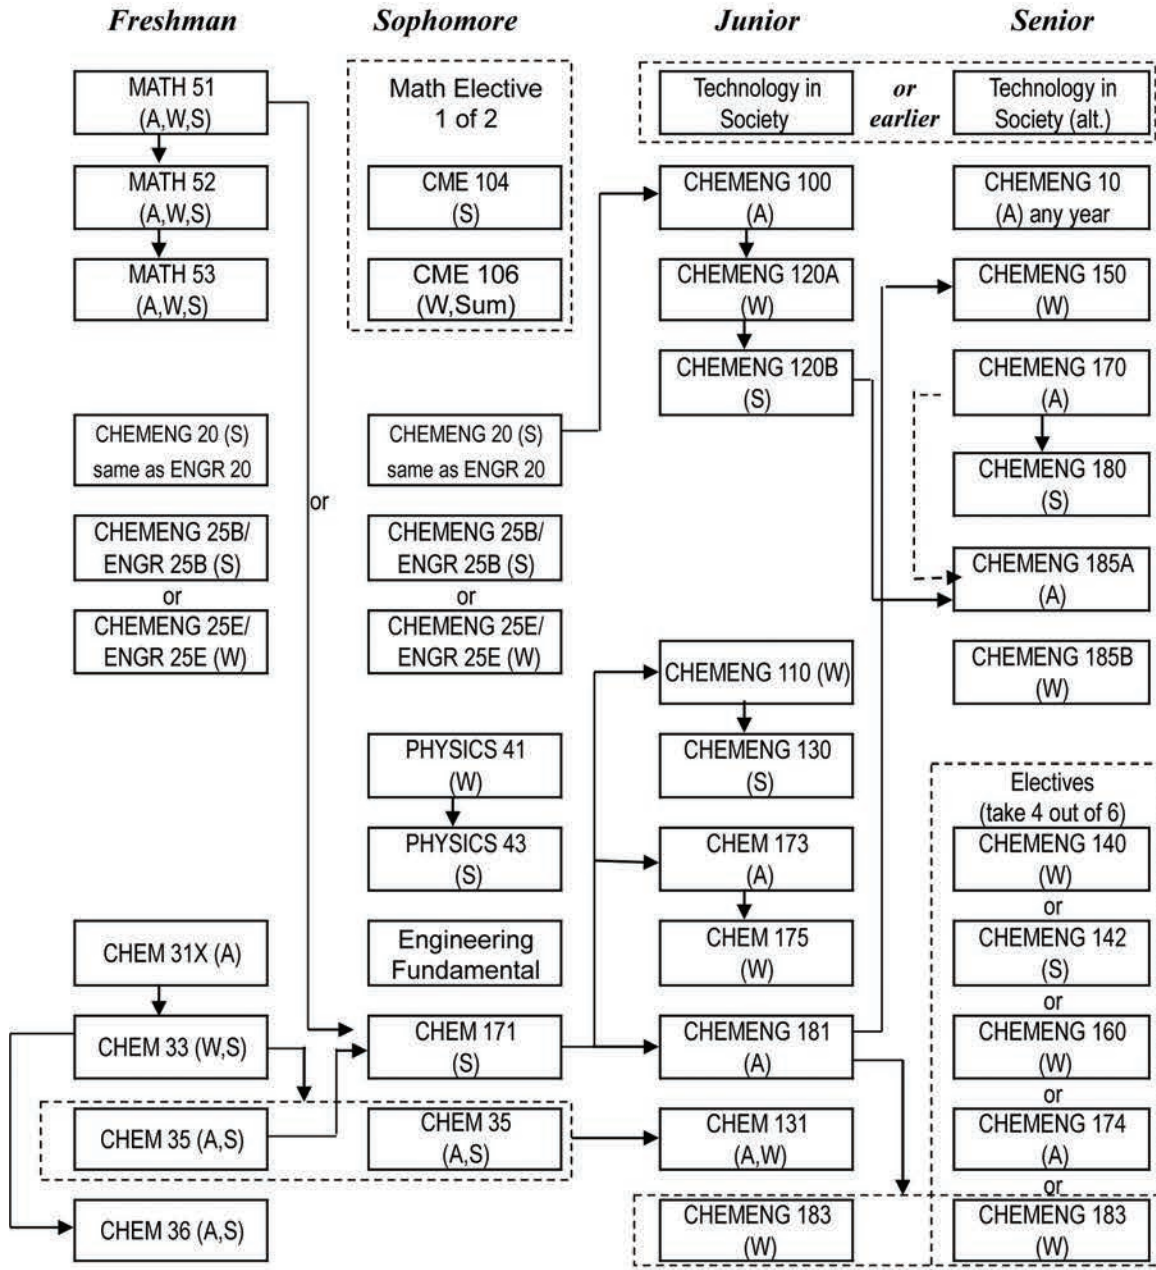 Freshman
MATH 51
(A,W,S)
MATH 52
(A,W,S)
MATH 53
(A,W,S)
CHEMENG 20 (S)
same as ENGR 20
CHEMENG 25B/
ENGR 25B (S)
or
CHEMENG 25E/
ENGR 25E (W)
CHEM 31X (A)
CHEM 33 (W,S)
CHEM 35 (A,S)
CHEM 36 (A,S)
or
Sophomore
Math Elective
1 of 2
CME 104
(S)
CME 106
(W,Sum)
CHEMENG 20 (S)
same as ENGR 20
CHEMENG 25B/
ENGR 25B (S)
or
CHEMENG 25E/
ENGR 25E (W)
PHYSICS 41
(W)
PHYSICS 43
(S)
Engineering
Fundamental
CHEM 171
(S)
CHEM 35
(A,S)
Junior
Technology in
Society
or
earlier
CHEMENG 100
(A)
CHEMENG 120A
(W)
CHEMENG 120B
(S)
CHEMENG 110 (W)
CHEMENG 130
(S)
CHEM 173
(A)
CHEM 175
(W)
CHEMENG 181
(A)
CHEM 131
(A,W)
CHEMENG 183
(W)
Senior
Technology in
Society (alt.)
CHEMENG 10
(A) any year
CHEMENG 150
(W)
CHEMENG 170
(A)
CHEMENG 180
(S)
CHEMENG 185A
(A)
CHEMENG 185B
(W)
Electives
(take 4 out of 6)
CHEMENG 140
(W)
or
CHEMENG 142
(S)
or
CHEMENG 160
(W)
or
CHEMENG 174
(A)
or
CHEMENG 183
(W)